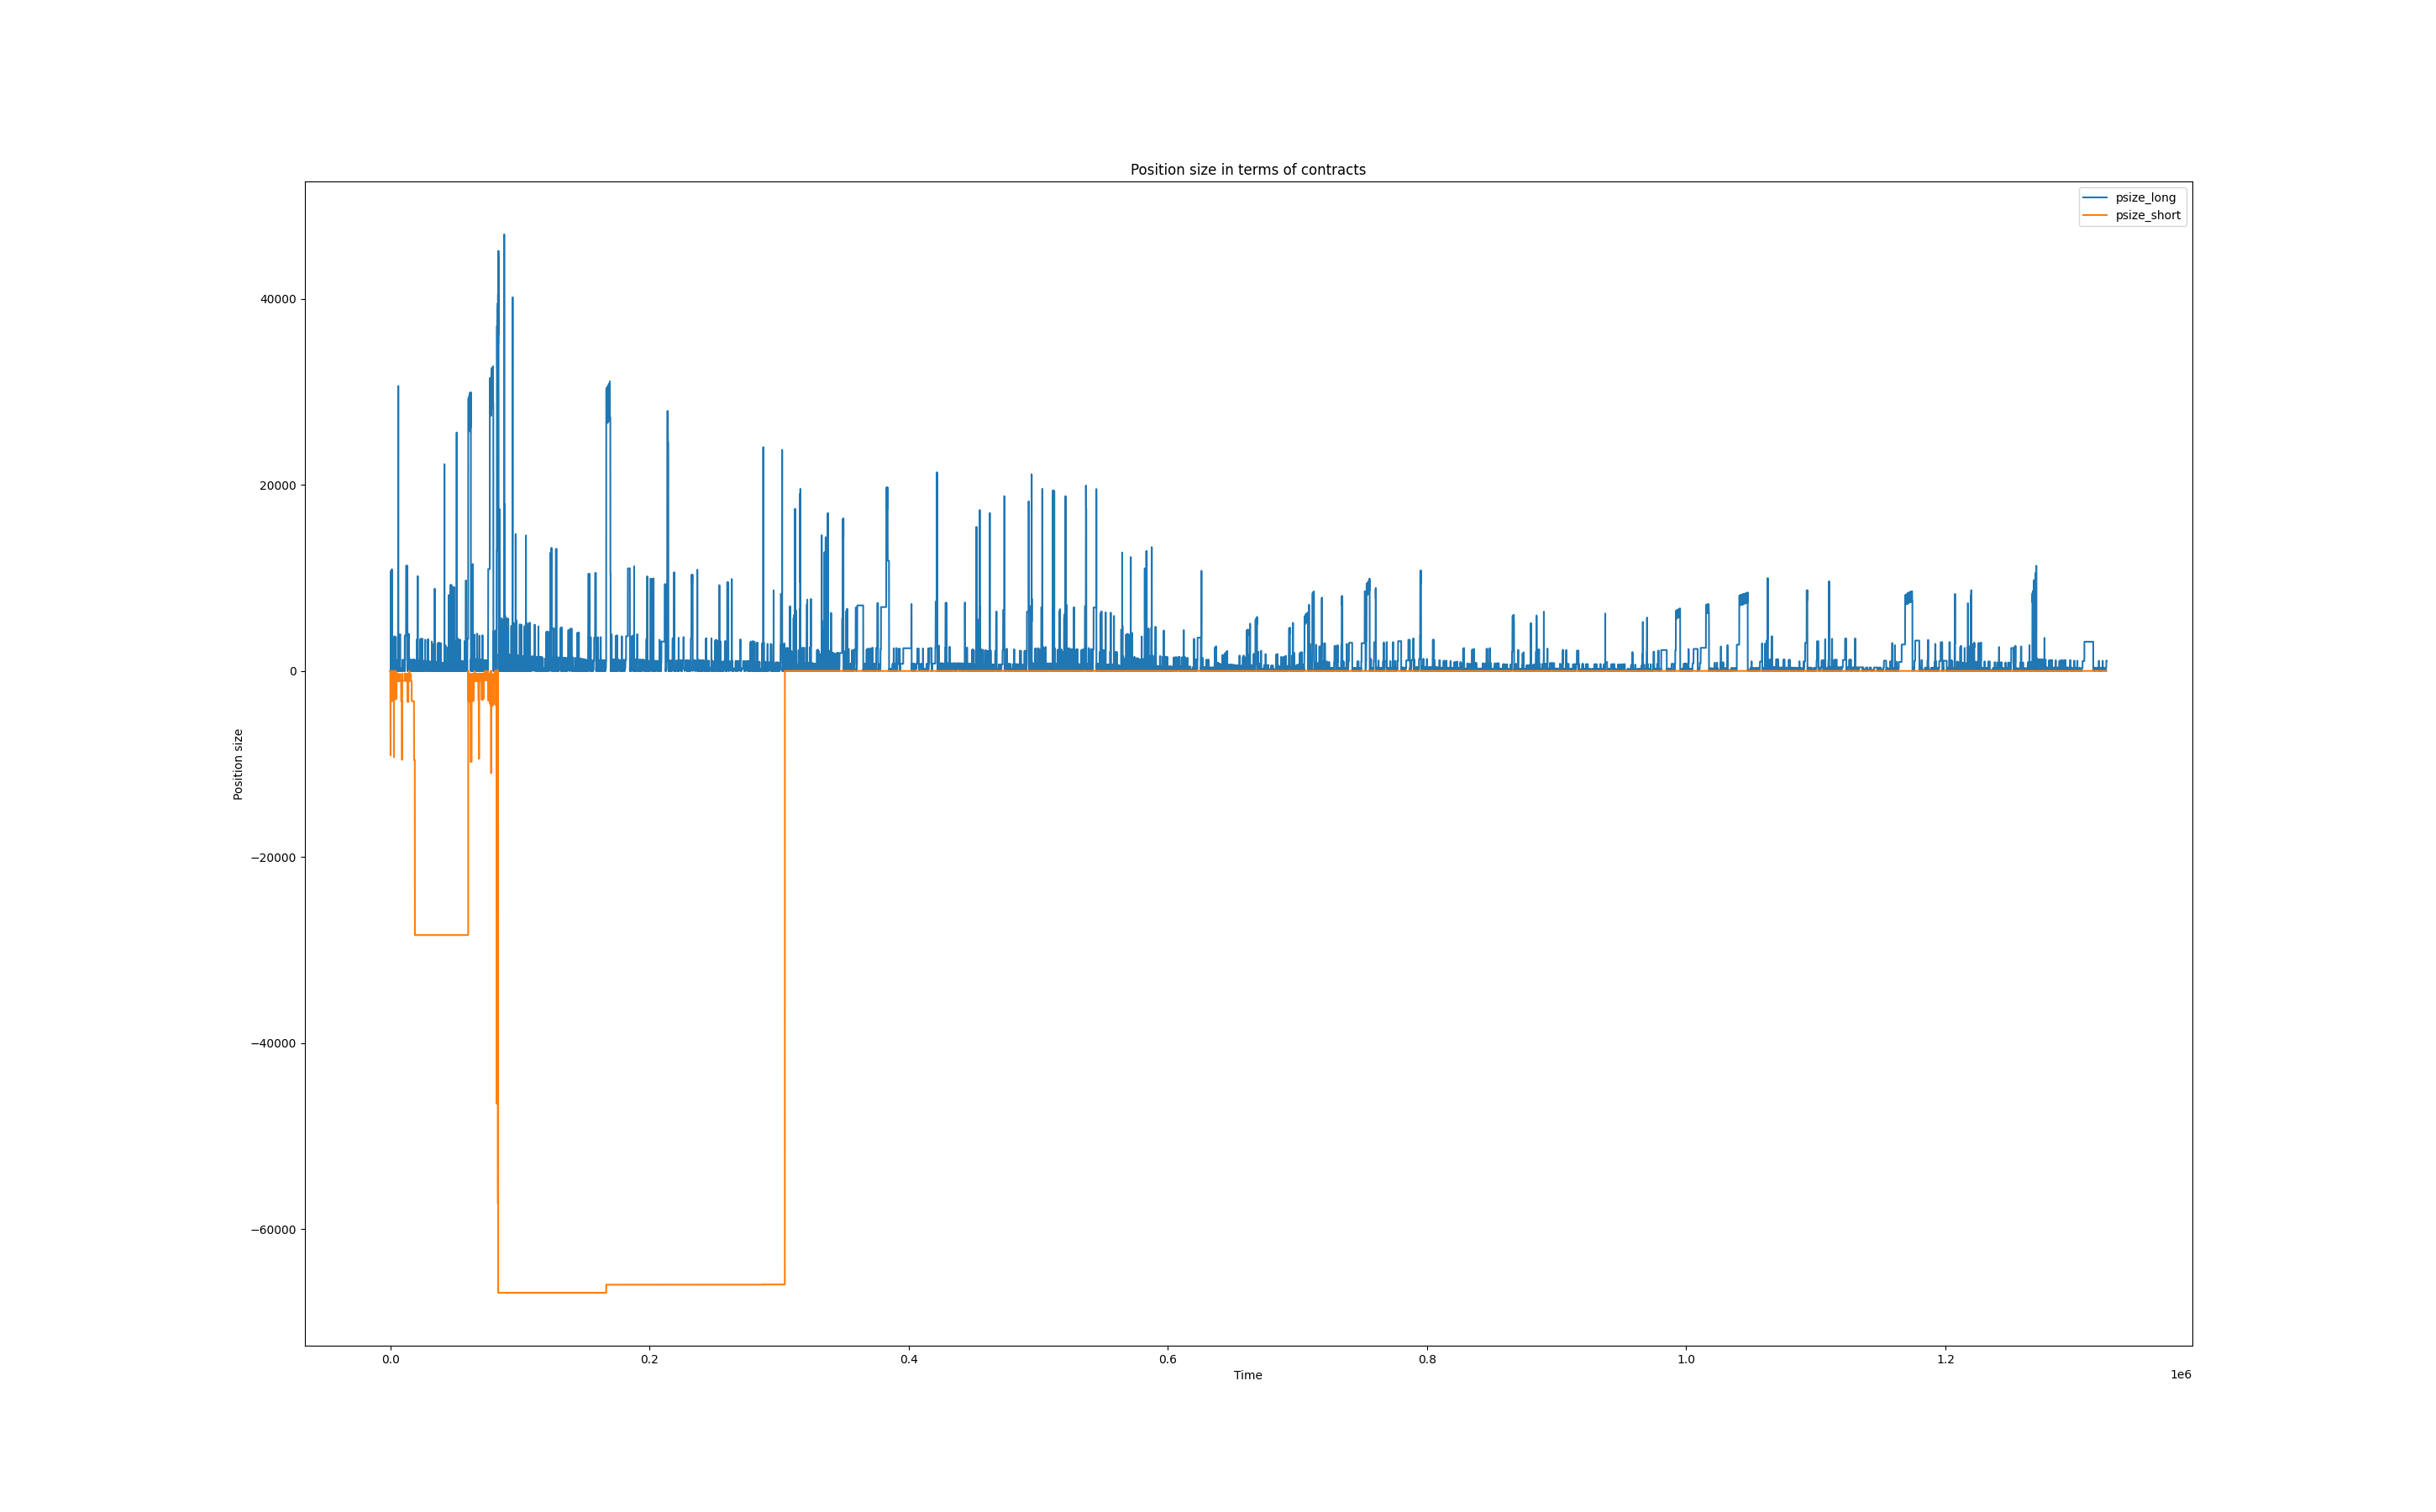 Position size in terms of contracts
psize_long
psize_short
40000
20000
0
−20000
−40000
−60000
Position size
0.0 0.2 0.4 0.6 0.8 1.0 1.2
Time
1e6